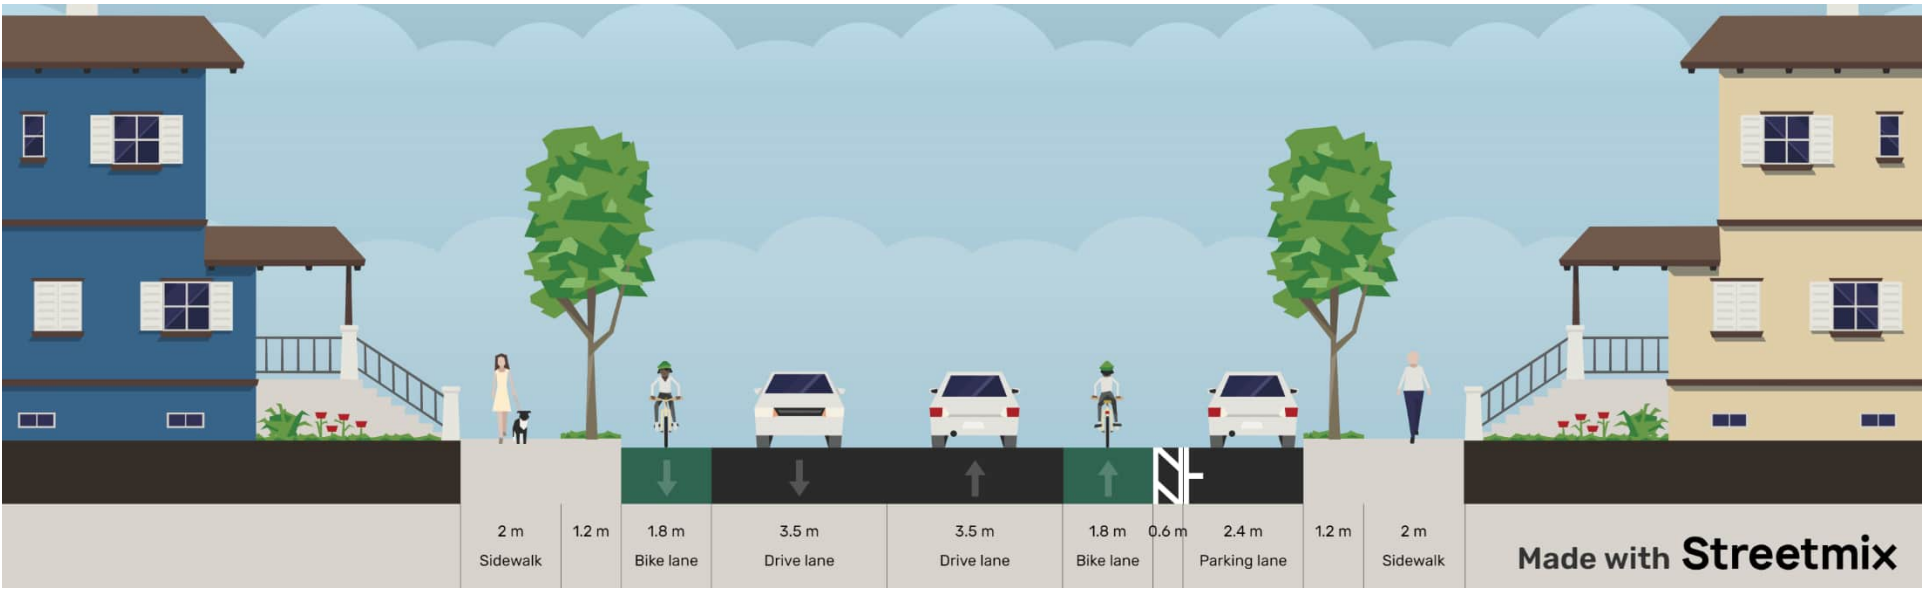 2 m 1.2 m 1.8 m 3.5 m 3.5 m 1.8 m 0.6 m 2.4 m 1.2 m 2 m
Sidewalk Bike lane Drive lane Drive lane Bike lane Parking lane Sidewalk
Made with Streetmix